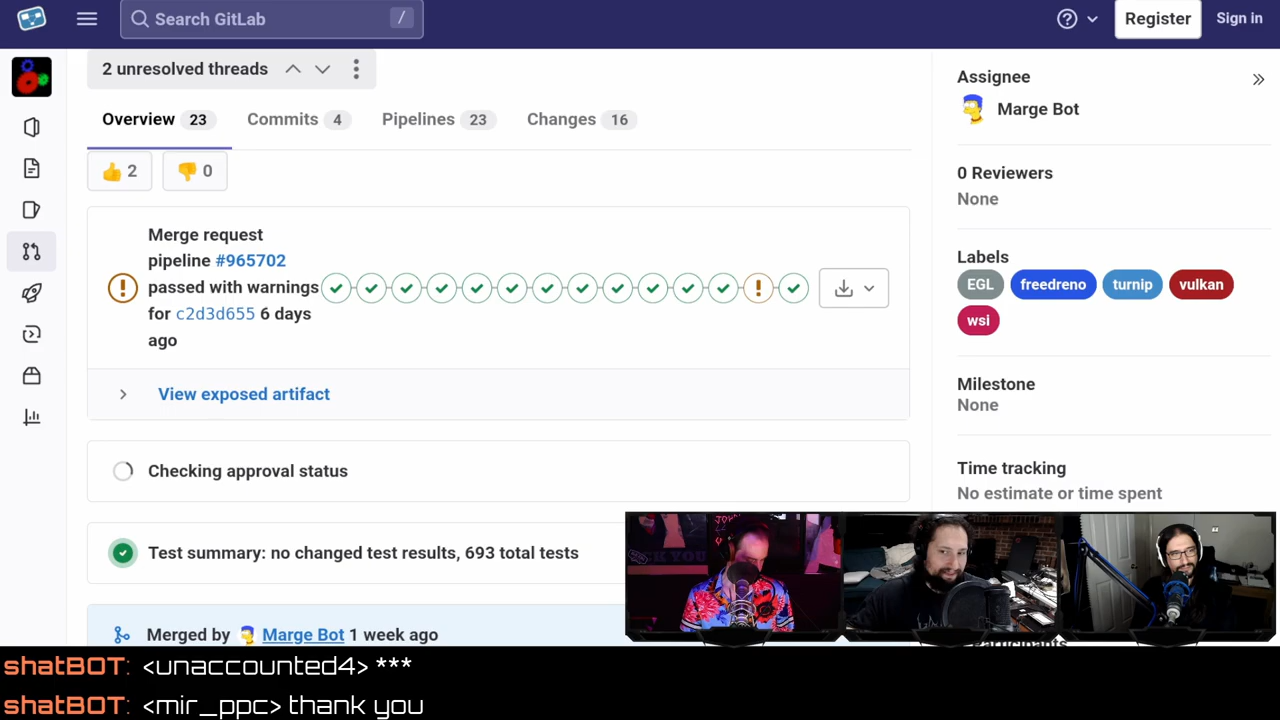 Search GitLab
/
Register
Sign in
2 unresolved threads
Overview 23
Commits 4
Pipelines 23
Changes 16
2
0
Merge request
pipeline #965702
passed with warnings
for c2d3d655 6 days
ago
View exposed artifact
Checking approval status
Test summary: no changed test results, 693 total tests
Merged by Marge Bot 1 week ago
Assignee
Marge Bot
0 Reviewers
None
Labels
EGL
freedreno
turnip
vulkan
wsi
Milestone
None
Time tracking
No estimate or time spent
Participants
shatBOT: <unaccounted4> ***
shatBOT: <mir_ppc> thank you